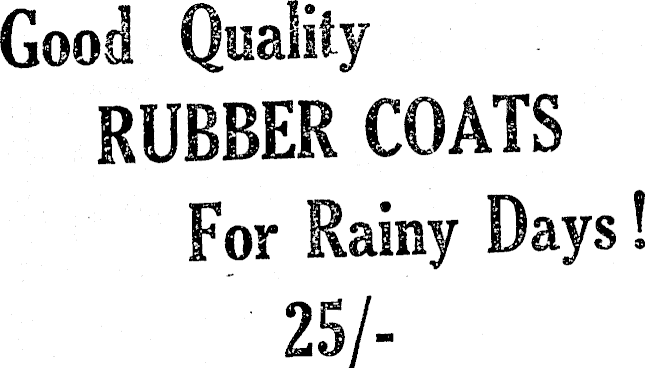 Good Quality
RUBBER COATS
For Rainy Days!
25/-